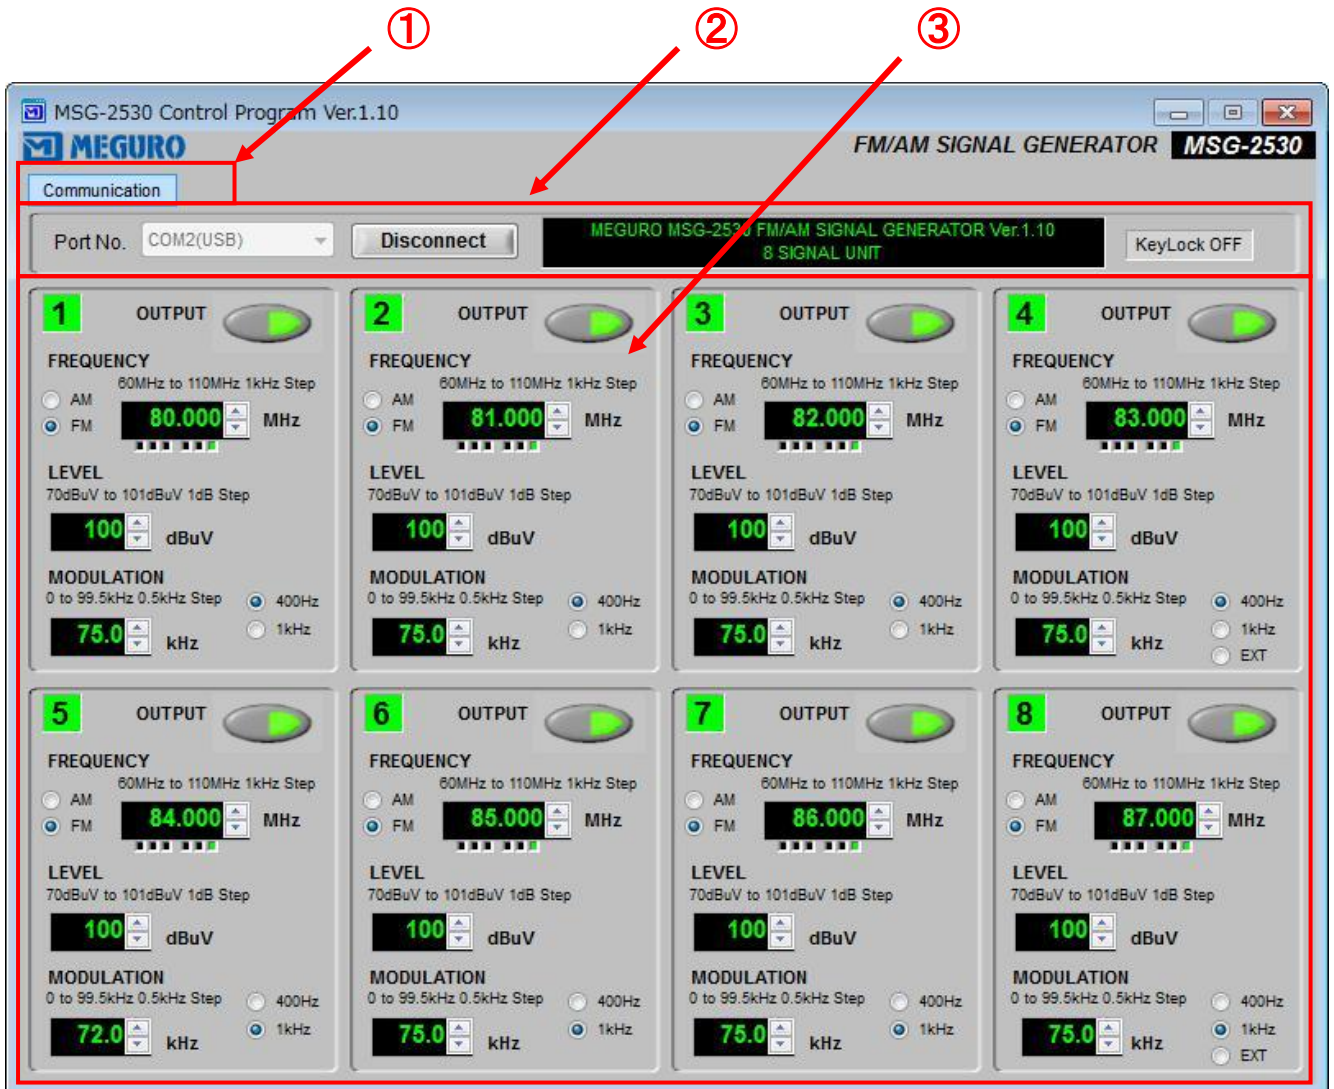 ① ② ③
MSG-2530 Control Program Ver.1.10
MEGURO FM/AM SIGNAL GENERATOR MSG-2530
Communication
Port No. COM2(USB) Disconnect MEGURO MSG-2530 FM/AM SIGNAL GENERATOR Ver.1.10 KeyLock OFF
8 SIGNAL UNIT
1 OUTPUT
FREQUENCY
60MHz to 110MHz 1kHz Step
AM
FM 80.000 MHz
LEVEL
70dBuV to 101dBuV 1dB Step
100 dBuV
MODULATION
0 to 99.5kHz 0.5kHz Step 400Hz
75.0 kHz 1kHz
2 OUTPUT
FREQUENCY
60MHz to 110MHz 1kHz Step
AM
FM 81.000 MHz
LEVEL
70dBuV to 101dBuV 1dB Step
100 dBuV
MODULATION
0 to 99.5kHz 0.5kHz Step 400Hz
75.0 kHz 1kHz
3 OUTPUT
FREQUENCY
60MHz to 110MHz 1kHz Step
AM
FM 82.000 MHz
LEVEL
70dBuV to 101dBuV 1dB Step
100 dBuV
MODULATION
0 to 99.5kHz 0.5kHz Step 400Hz
75.0 kHz 1kHz
4 OUTPUT
FREQUENCY
60MHz to 110MHz 1kHz Step
AM
FM 83.000 MHz
LEVEL
70dBuV to 101dBuV 1dB Step
100 dBuV
MODULATION
0 to 99.5kHz 0.5kHz Step 400Hz
75.0 kHz 1kHz
EXT
5 OUTPUT
FREQUENCY
60MHz to 110MHz 1kHz Step
AM
FM 84.000 MHz
LEVEL
70dBuV to 101dBuV 1dB Step
100 dBuV
MODULATION
0 to 99.5kHz 0.5kHz Step 400Hz
72.0 kHz 1kHz
6 OUTPUT
FREQUENCY
60MHz to 110MHz 1kHz Step
AM
FM 85.000 MHz
LEVEL
70dBuV to 101dBuV 1dB Step
100 dBuV
MODULATION
0 to 99.5kHz 0.5kHz Step 400Hz
75.0 kHz 1kHz
7 OUTPUT
FREQUENCY
60MHz to 110MHz 1kHz Step
AM
FM 86.000 MHz
LEVEL
70dBuV to 101dBuV 1dB Step
100 dBuV
MODULATION
0 to 99.5kHz 0.5kHz Step 400Hz
75.0 kHz 1kHz
8 OUTPUT
FREQUENCY
60MHz to 110MHz 1kHz Step
AM
FM 87.000 MHz
LEVEL
70dBuV to 101dBuV 1dB Step
100 dBuV
MODULATION
0 to 99.5kHz 0.5kHz Step 400Hz
75.0 kHz 1kHz
EXT